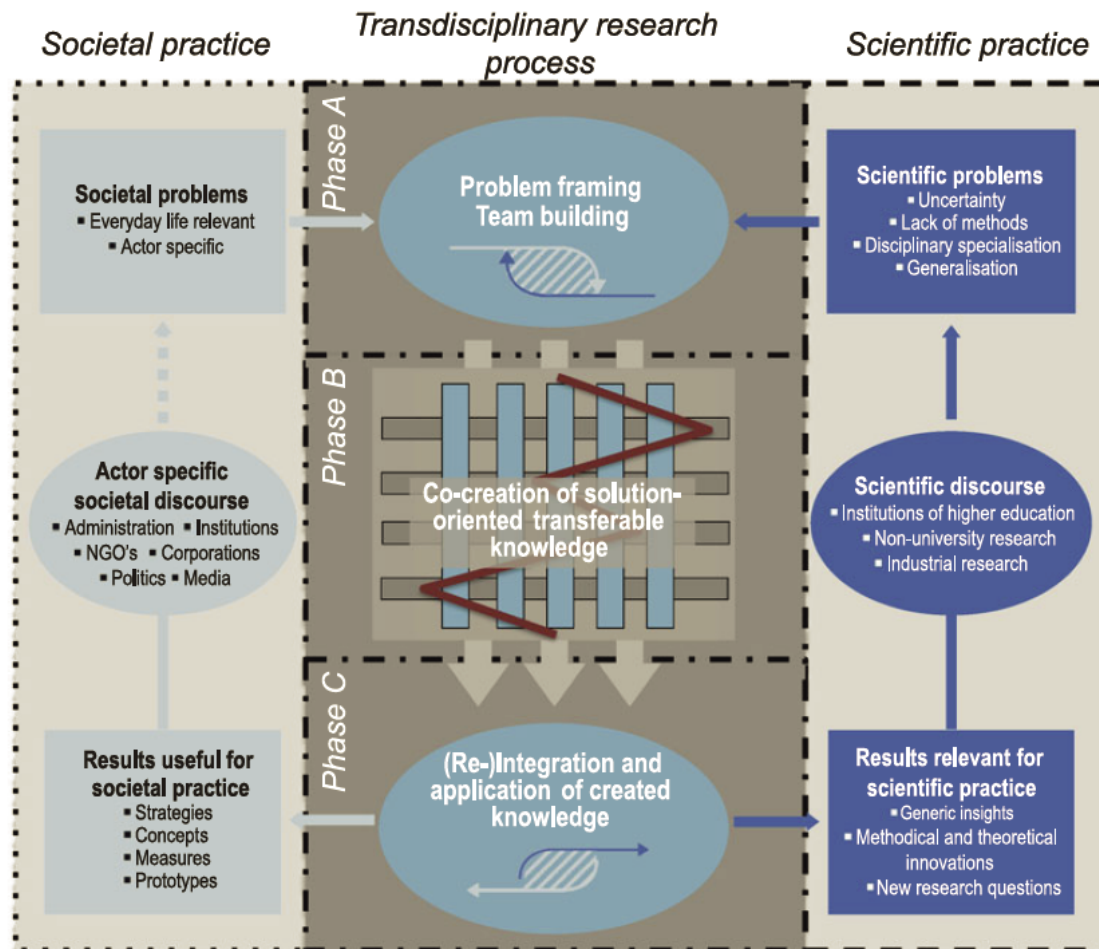 Societal practice
Transdisciplinary research
process
Scientific practice
Phase A
Societal problems
▪ Everyday life relevant
▪ Actor specific
Problem framing
Team building
Scientific problems
▪ Uncertainty
▪ Lack of methods
▪ Disciplinary specialisation
▪ Generalisation
Phase B
Actor specific
societal discourse
▪ Administration ▪ Institutions
▪ NGO's ▪ Corporations
▪ Politics ▪ Media
Co-creation of solution-
oriented transferable
knowledge
Scientific discourse
▪ Institutions of higher education
▪ Non-university research
▪ Industrial research
Phase C
Results useful for
societal practice
▪ Strategies
▪ Concepts
▪ Measures
▪ Prototypes
(Re-)Integration and
application of created
knowledge
Results relevant for
scientific practice
▪ Generic insights
▪ Methodical and theoretical
innovations
▪ New research questions